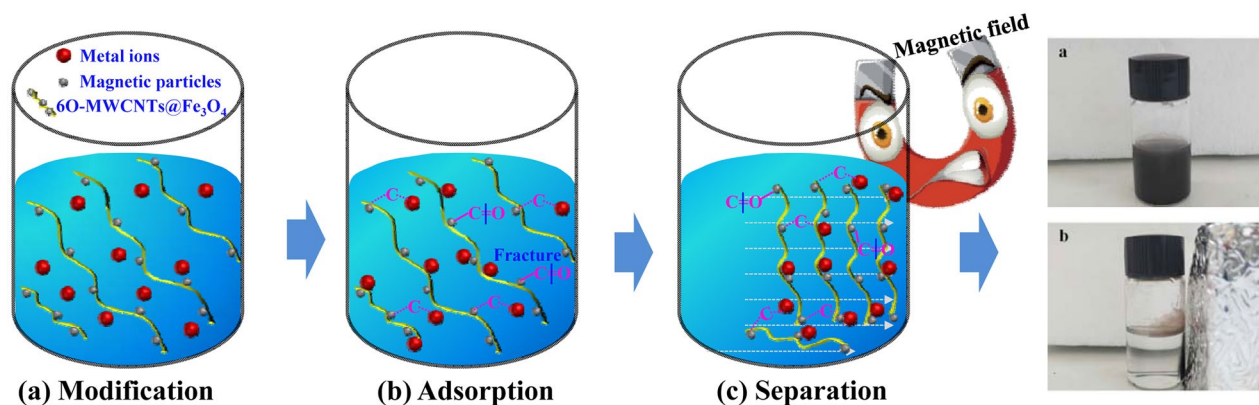 Metal ions
Magnetic particles
6O-MWCNTs@Fe₃O₄
(a) Modification
C
C=O
C
Fracture
C=O
C
C
(b) Adsorption
Magnetic field
C
C=O
C
C=O
C
C
(c) Separation
a
b